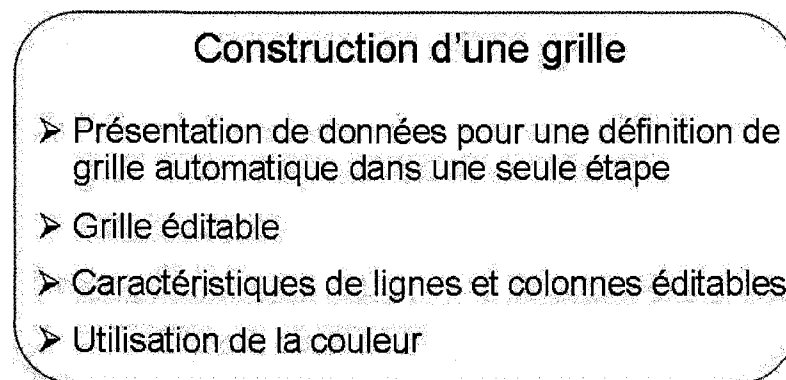 Construction d'une grille
➢ Présentation de données pour une définition de
grille automatique dans une seule étape
➢ Grille éditable
➢ Caractéristiques de lignes et colonnes éditables
➢ Utilisation de la couleur